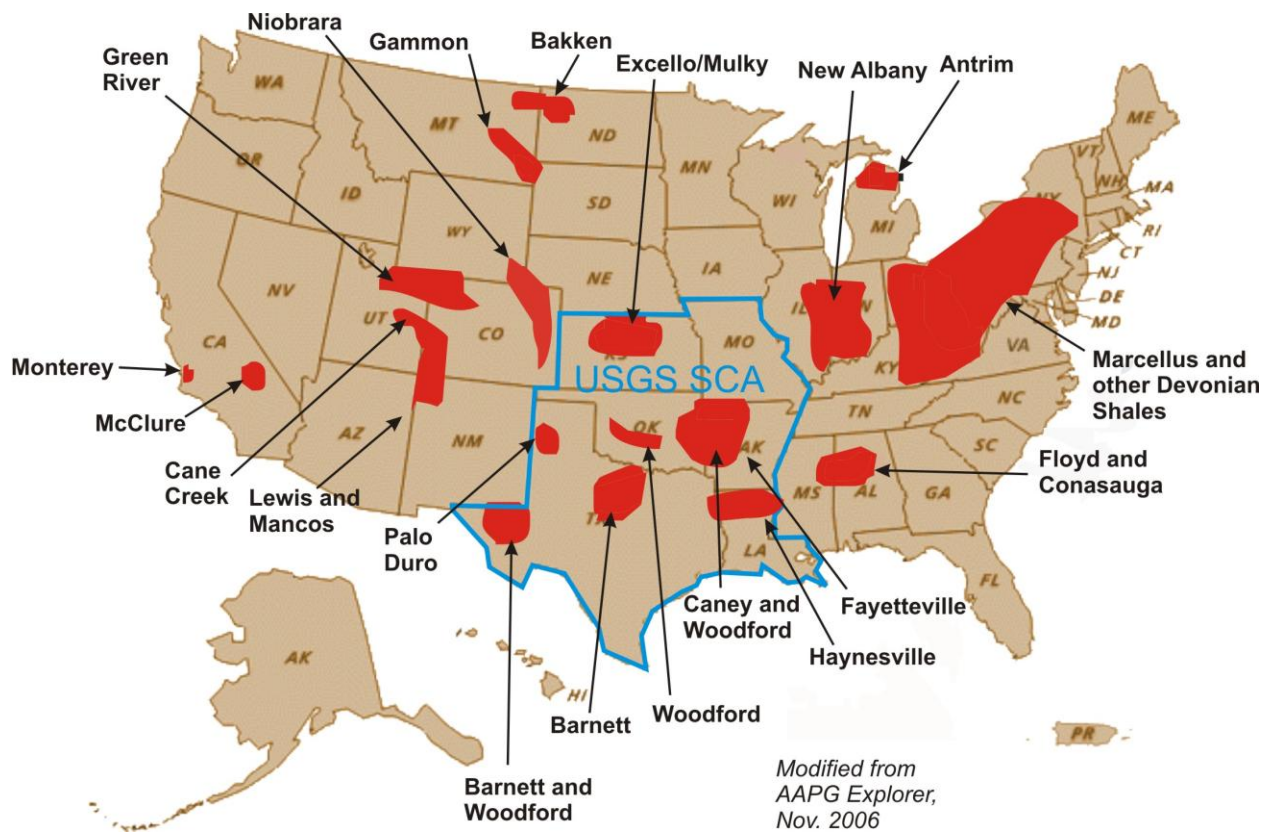 Niobrara
Gammon
Bakken
Green
River
Excello/Mulky
New Albany
Antrim
WA
MT
ND
MN
ME
VT
NH
MA
RI
CT
NJ
DE
MD
OR
ID
SD
WI
MI
NY
WY
NE
IA
NV
UT
CO
IL
IN
KS
MO
KY
VA
CA
USGS SCA
Monterey
McClure
Marcellus and
other Devonian
Shales
AZ
NM
OK
AK
TN
NC
SC
Cane
Creek
Lewis and
Mancos
Palo
Duro
TX
LA
MS
AL
GA
FL
Floyd and
Conasauga
Caney and
Woodford
Fayetteville
Haynesville
AK
HI
Barnett
Woodford
Barnett and
Woodford
PR
Modified from
AAPG Explorer,
Nov. 2006